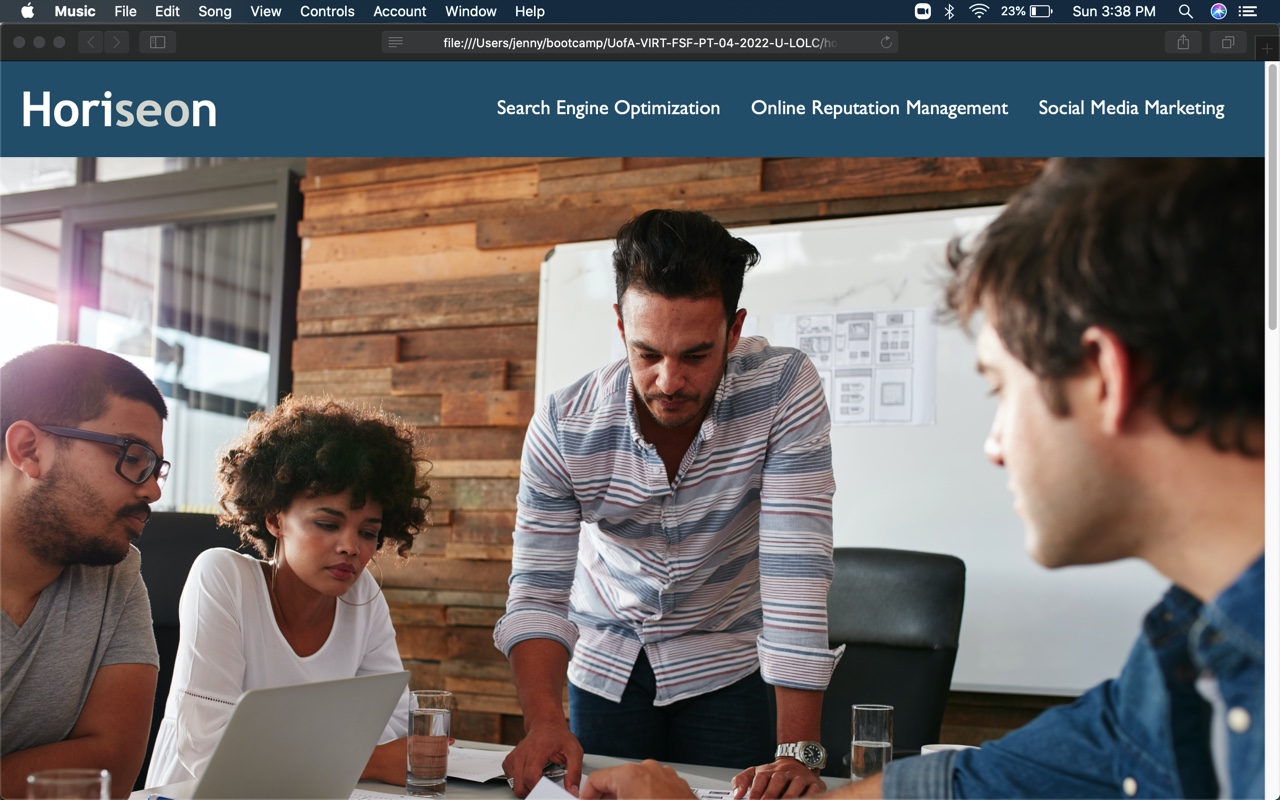 Music File Edit Song View Controls Account Window Help 23% Sun 3:38 PM
file:///Users/jenny/bootcamp/UofA-VIRT-FSF-PT-04-2022-U-LOLC/ho
Horiseon Search Engine Optimization Online Reputation Management Social Media Marketing